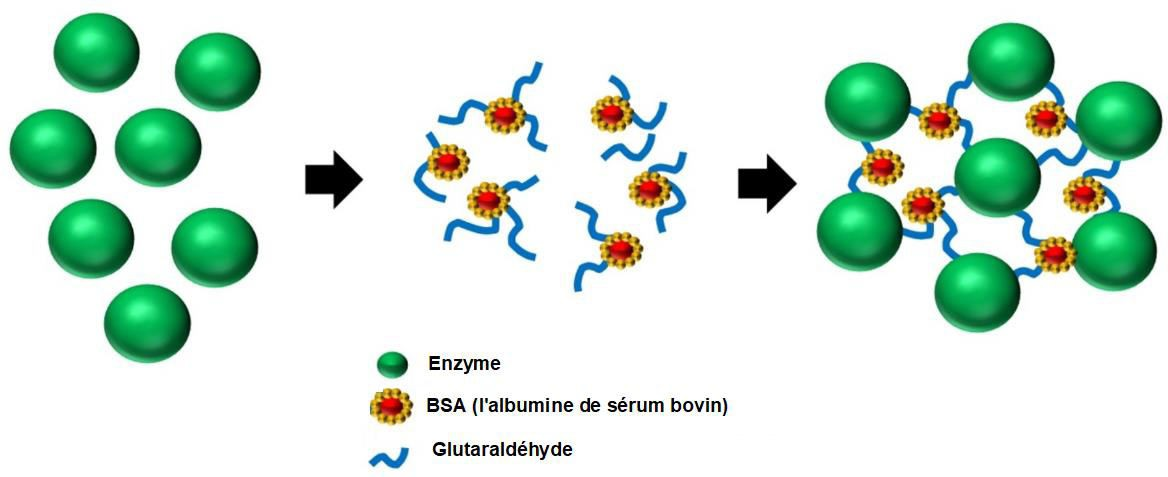 Enzyme
BSA (l'albumine de sérum bovin)
Glutaraldéhyde